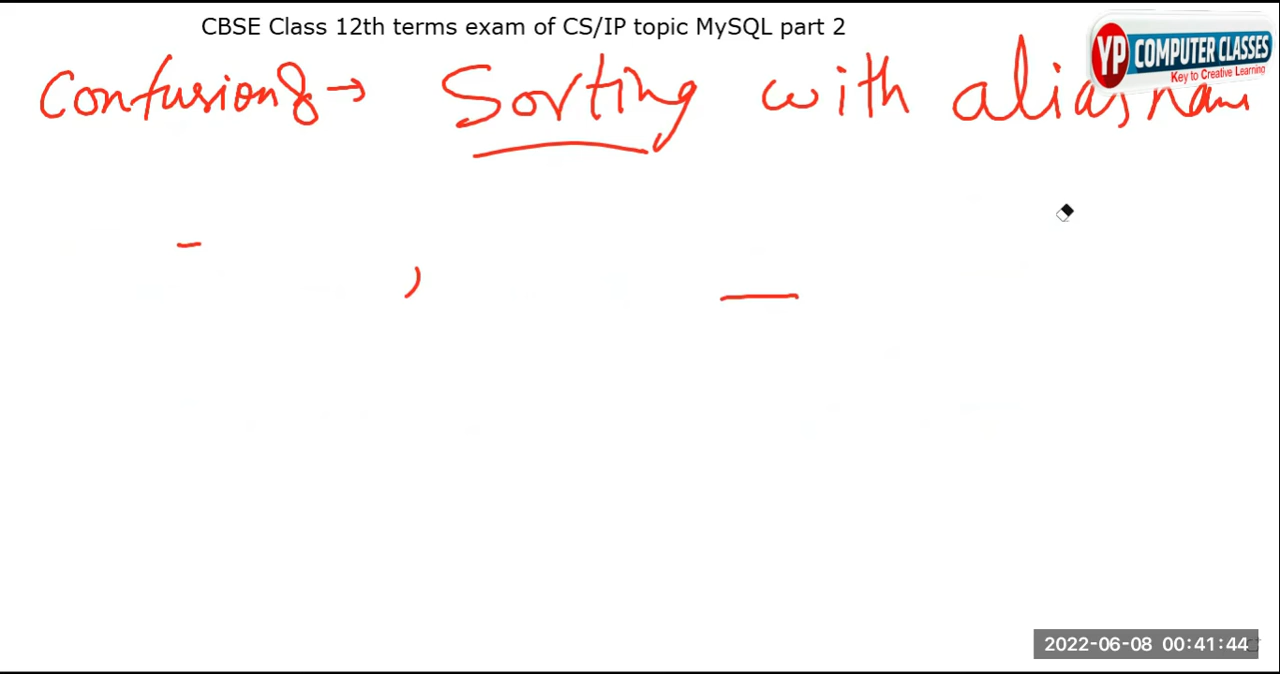 CBSE Class 12th terms exam of CS/IP topic MySQL part 2
YP COMPUTER CLASSES
Key to Creative Learning
Confusion8→ Sorting with alias name
2022-06-08 00:41:44